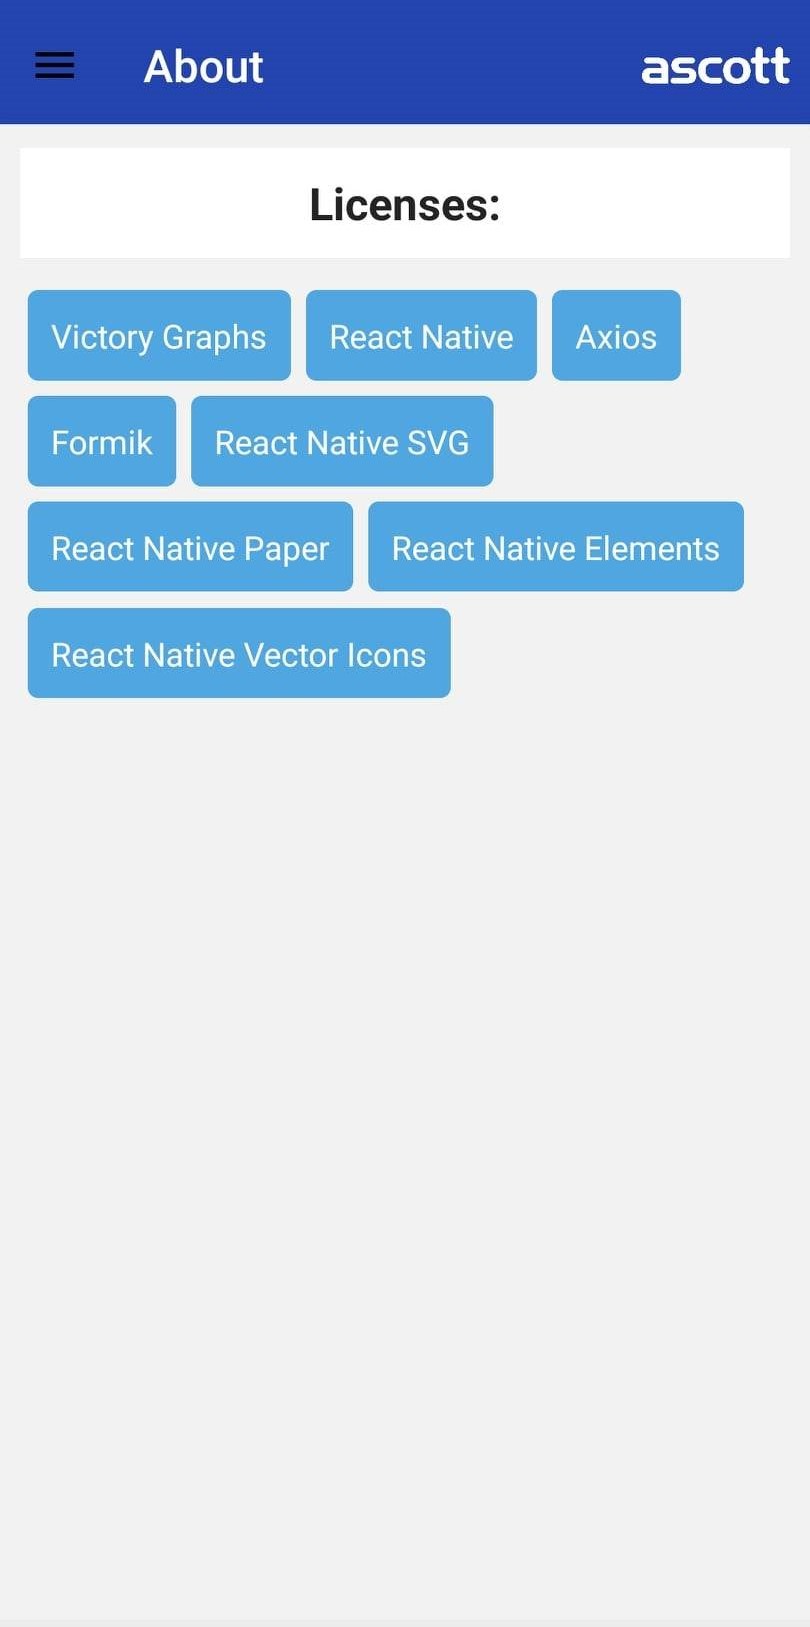 About
ascott
Licenses:
Victory Graphs
React Native
Axios
Formik
React Native SVG
React Native Paper
React Native Elements
React Native Vector Icons